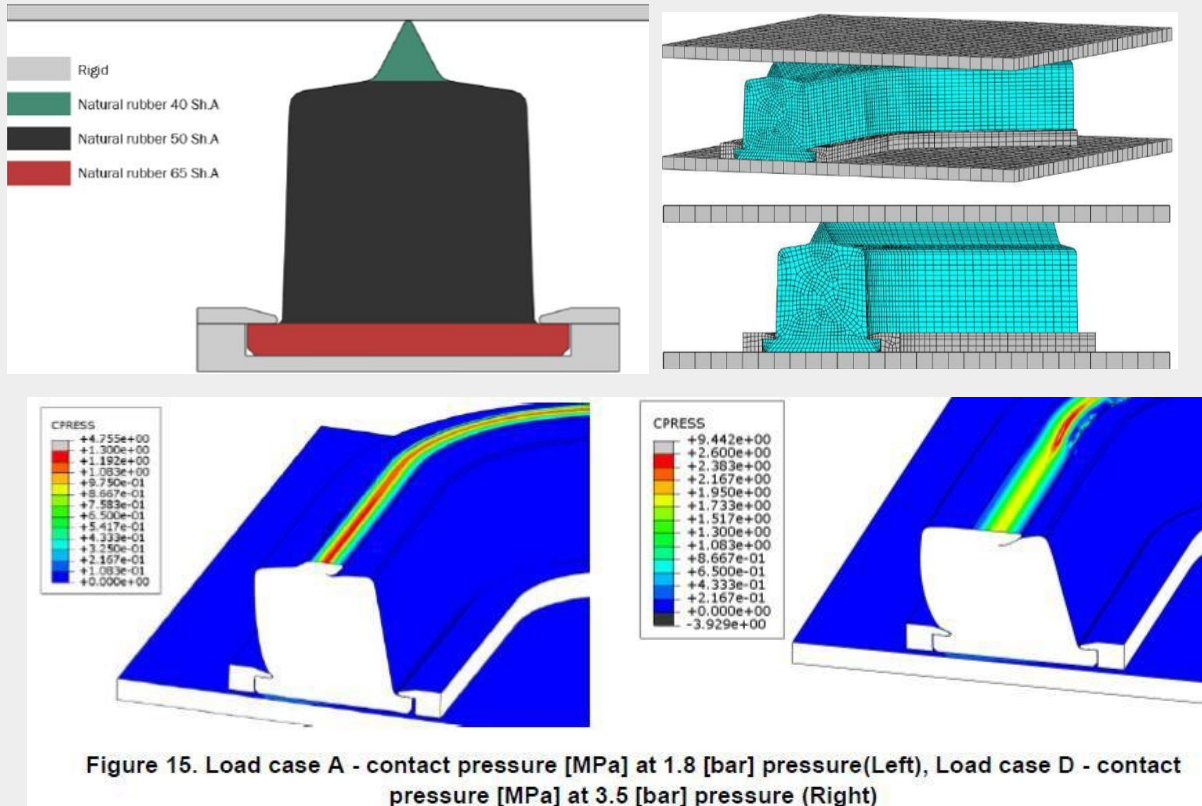 Rigid
Natural rubber 40 Sh.A
Natural rubber 50 Sh.A
Natural rubber 65 Sh.A
CPRESS
+4.755e+00
+1.300e+00
+1.192e+00
+1.083e+00
+9.750e-01
+8.667e-01
+7.583e-01
+6.500e-01
+5.417e-01
+4.333e-01
+3.250e-01
+2.167e-01
+1.083e-01
+0.000e+00
CPRESS
+9.442e+00
+2.600e+00
+2.383e+00
+2.167e+00
+1.950e+00
+1.733e+00
+1.517e+00
+1.300e+00
+1.083e+00
+8.667e-01
+6.500e-01
+4.333e-01
+2.167e-01
+0.000e+00
-3.929e+00
Figure 15. Load case A - contact pressure [MPa] at 1.8 [bar] pressure(Left), Load case D - contact
pressure [MPa] at 3.5 [bar] pressure (Right)